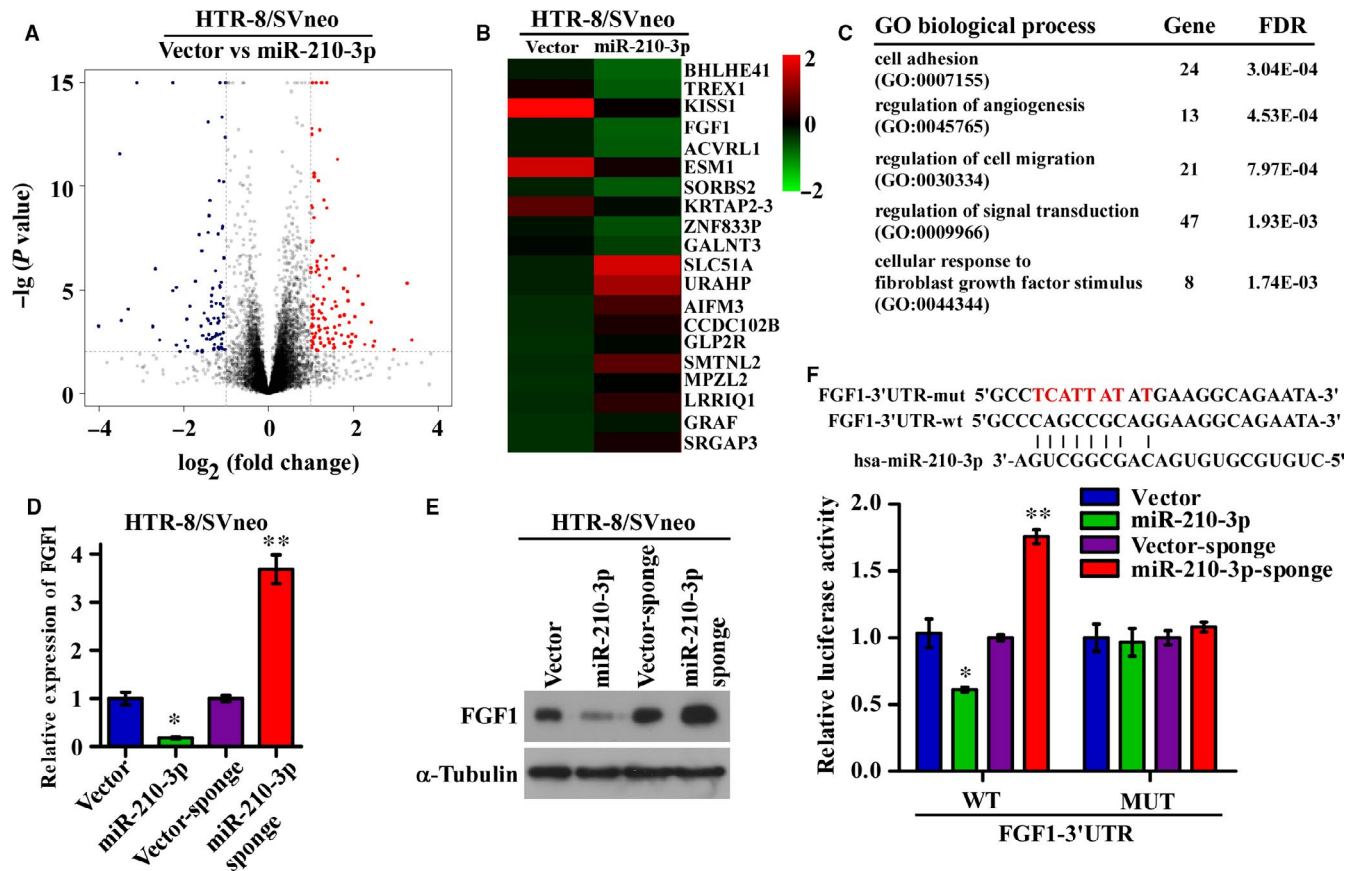 A
HTR-8/SVneo
Vector vs miR-210-3p
15
10
5
0
−lg (P value)
−4
−2
0
2
4
log2 (fold change)
B
HTR-8/SVneo
Vector
miR-210-3p
BHLHE41
TREX1
KISS1
FGF1
ACVRL1
ESM1
SORBS2
KRTAP2-3
ZNF833P
GALNT3
SLC51A
URAHP
AIFM3
CCDC102B
GLP2R
SMTNL2
MPZL2
LRRIQ1
GRAF
SRGAP3
2
0
−2
C
GO biological process Gene FDR
cell adhesion
(GO:0007155)
24 3.04E-04
regulation of angiogenesis
(GO:0045765)
13 4.53E-04
regulation of cell migration
(GO:0030334)
21 7.97E-04
regulation of signal transduction
(GO:0009966)
47 1.93E-03
cellular response to
fibroblast growth factor stimulus
(GO:0044344)
8 1.74E-03
D
HTR-8/SVneo
Relative expression of FGF1
4
3
2
1
0
*
**
Vector
miR-210-3p
Vector-sponge
miR-210-3p
sponge
E
HTR-8/SVneo
Vector
miR-210-3p
Vector-sponge
miR-210-3p
sponge
FGF1
α-Tubulin
F
FGF1-3'UTR-mut 5'GCCTCATTAT ATGAAGGCAGAATA-3'
FGF1-3'UTR-wt 5'GCCCAGCCGCAGGAAGGCAGAATA-3'
hsa-miR-210-3p 3'-AGUCGGCGACAGUGUGCGUGUC-5'
Vector
miR-210-3p
Vector-sponge
miR-210-3p-sponge
Relative luciferase activity
2.0
1.5
1.0
0.5
0.0
*
**
WT
MUT
FGF1-3'UTR